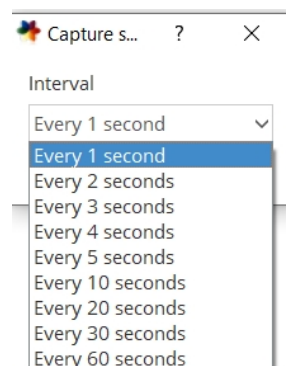 Capture s... ?
Interval
Every 1 second
Every 1 second
Every 2 seconds
Every 3 seconds
Every 4 seconds
Every 5 seconds
Every 10 seconds
Every 20 seconds
Every 30 seconds
Every 60 seconds